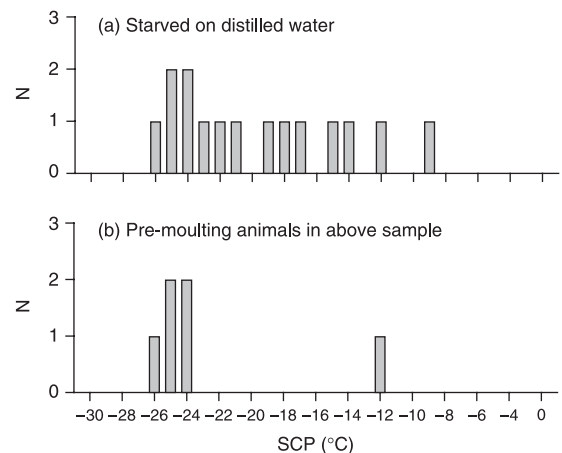 (a) Starved on distilled water
3
2
1
0
N
(b) Pre-moulting animals in above sample
3
2
1
0
N
−30 −28 −26 −24 −22 −20 −18 −16 −14 −12 −10 −8 −6 −4 −2 0
SCP (°C)